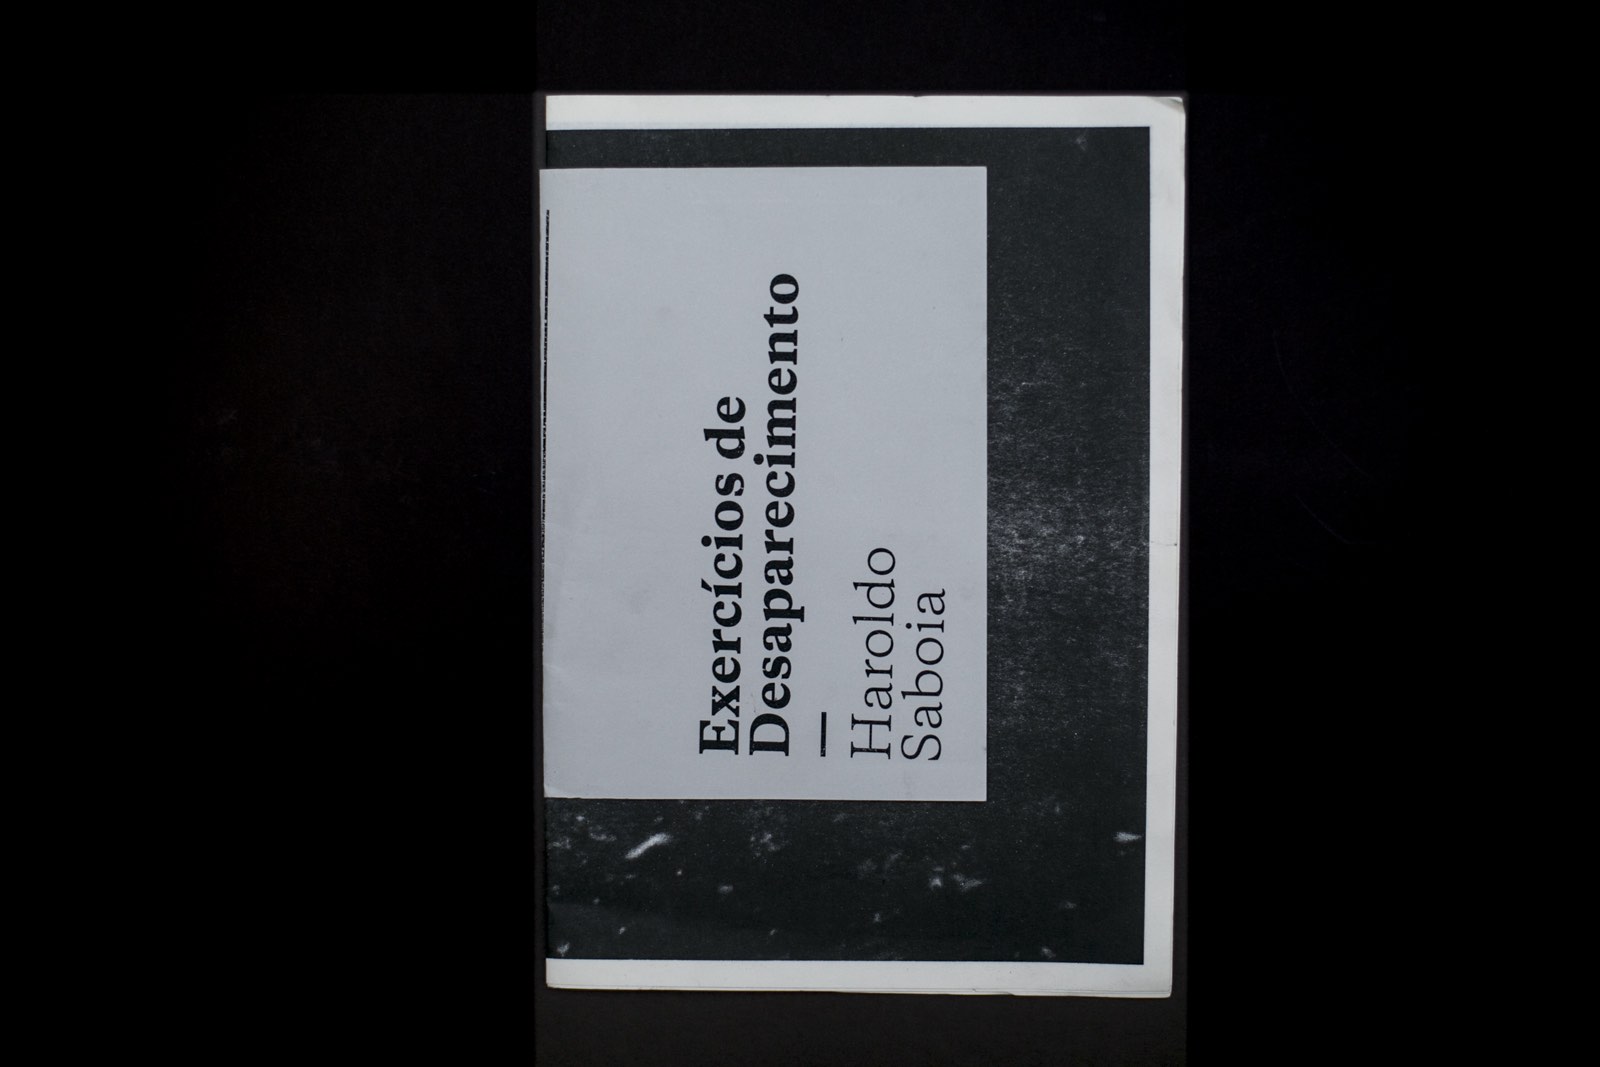 Exercícios de
Desaparecimento
—
Haroldo
Saboia